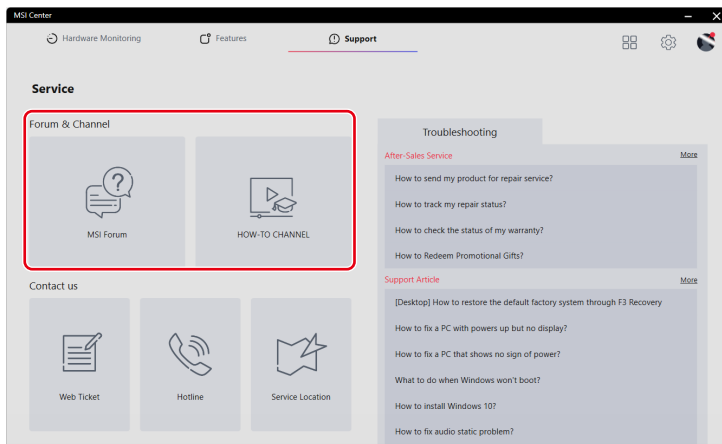 MSI Center
Hardware Monitoring
Features
Support
Service
Forum & Channel
MSI Forum
HOW-TO CHANNEL
Contact us
Web Ticket
Hotline
Service Location
Troubleshooting
After-Sales Service
More
How to send my product for repair service?
How to track my repair status?
How to check the status of my warranty?
How to Redeem Promotional Gifts?
Support Article
More
[Desktop] How to restore the default factory system through F3 Recovery
How to fix a PC with powers up but no display?
How to fix a PC that shows no sign of power?
What to do when Windows won't boot?
How to install Windows 10?
How to fix audio static problem?